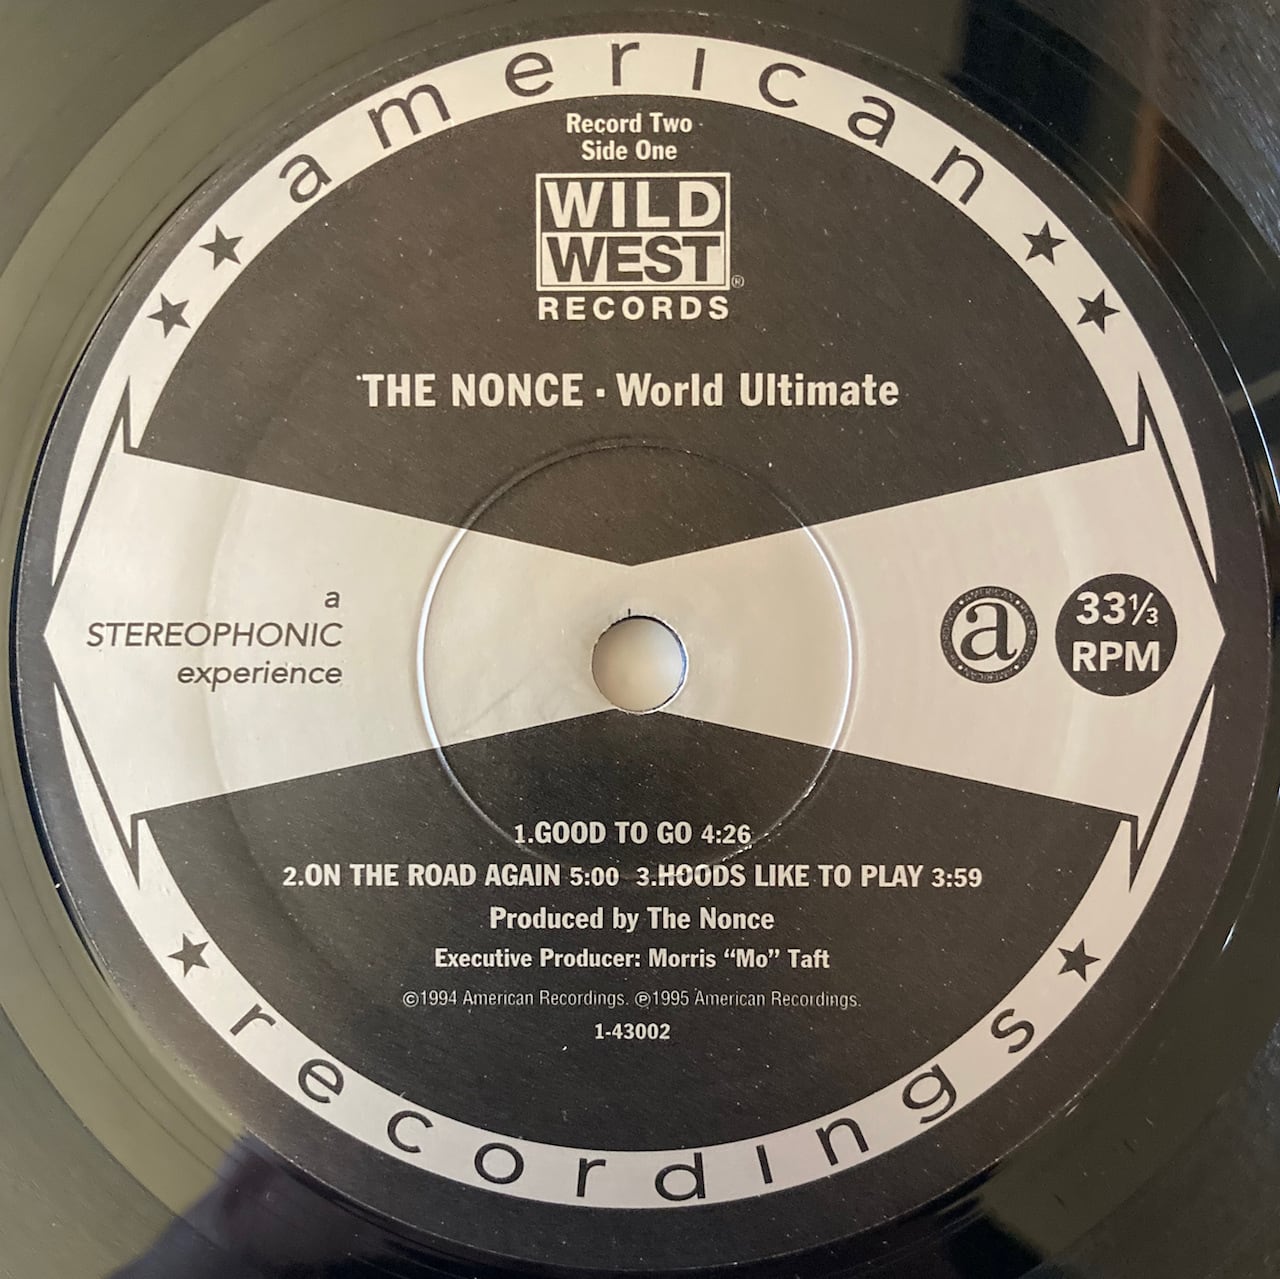 american
Record Two
Side One
WILD
WEST
®
RECORDS
THE NONCE · World Ultimate
a
STEREOPHONIC
experience
a
AMERICAN RECORDINGS
33⅓
RPM
1.GOOD TO GO 4:26
2.ON THE ROAD AGAIN 5:00 3.HOODS LIKE TO PLAY 3:59
Produced by The Nonce
Executive Producer: Morris “Mo” Taft
©1994 American Recordings. ℗1995 American Recordings.
1-43002
recordings